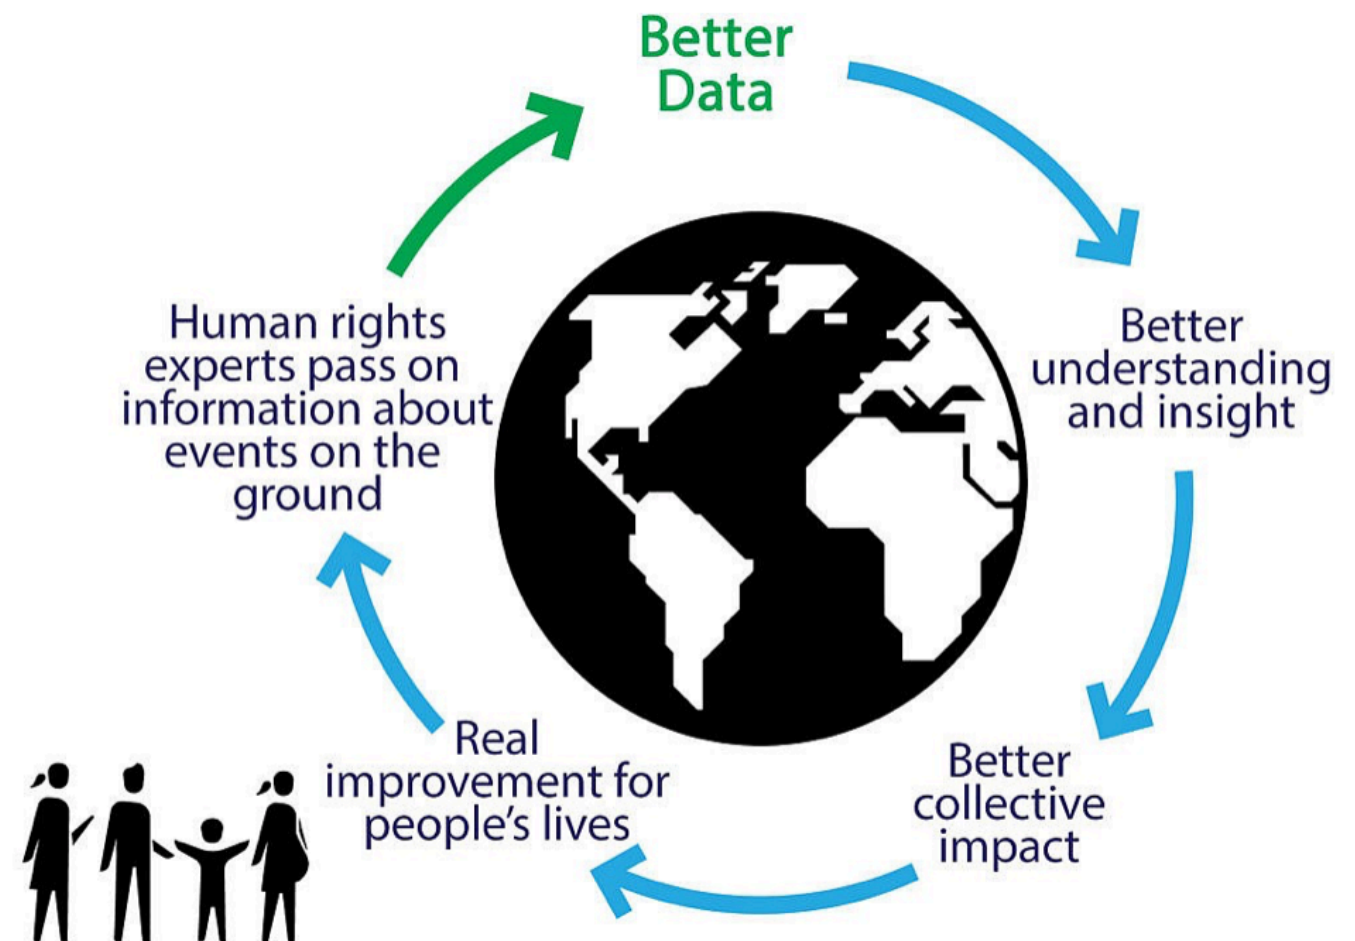 Better
Data
Better
understanding
and insight
Better
collective
impact
Real
improvement for
people's lives
Human rights
experts pass on
information about
events on the
ground